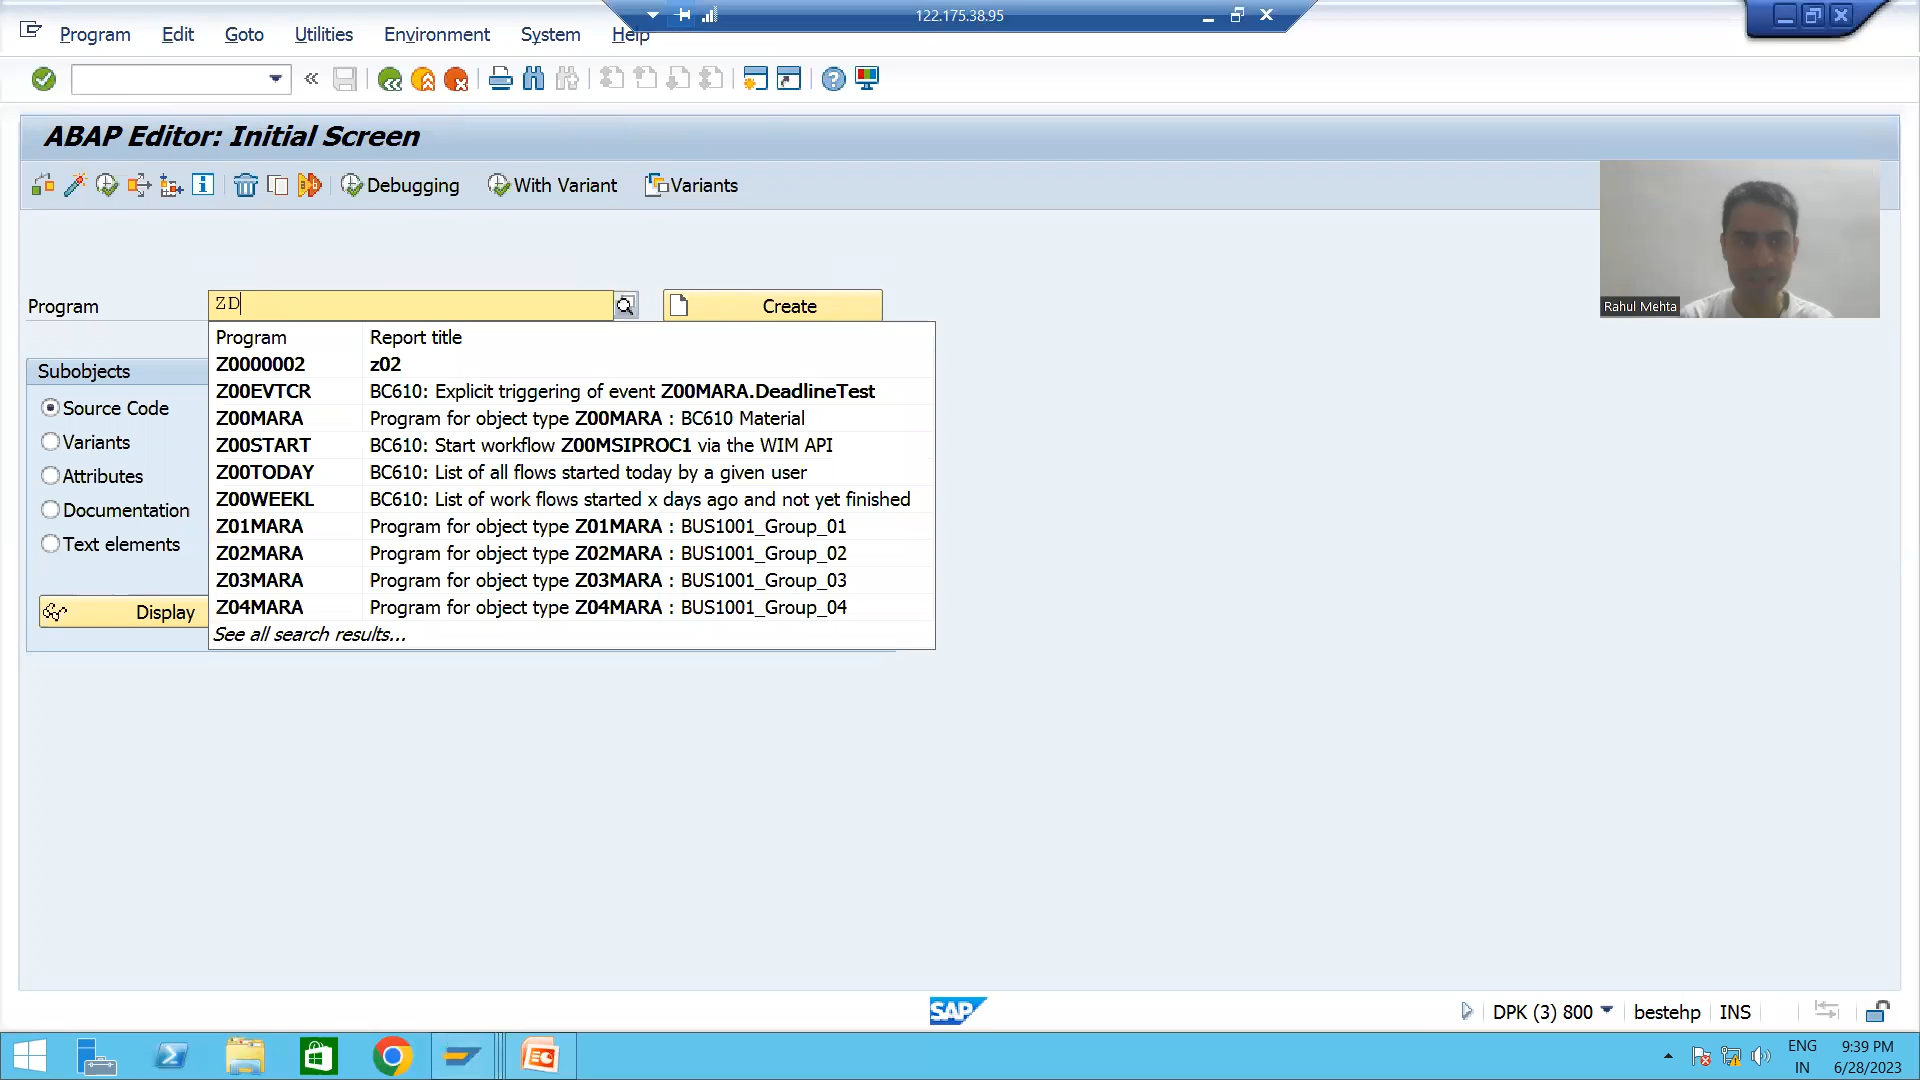 122.175.38.95
Program Edit Goto Utilities Environment System Help
ABAP Editor: Initial Screen
Debugging With Variant Variants
Rahul Mehta
Program ZD Create
Program Report title
Z0000002 z02
Z00EVTCR BC610: Explicit triggering of event Z00MARA.DeadlineTest
Z00MARA Program for object type Z00MARA : BC610 Material
Z00START BC610: Start workflow Z00MSIPROC1 via the WIM API
Z00TODAY BC610: List of all flows started today by a given user
Z00WEEKL BC610: List of work flows started x days ago and not yet finished
Z01MARA Program for object type Z01MARA : BUS1001_Group_01
Z02MARA Program for object type Z02MARA : BUS1001_Group_02
Z03MARA Program for object type Z03MARA : BUS1001_Group_03
Z04MARA Program for object type Z04MARA : BUS1001_Group_04
See all search results...
Subobjects
Source Code
Variants
Attributes
Documentation
Text elements
Display
SAP
DPK (3) 800 bestehp INS
ENG 9:39 PM
IN 6/28/2023